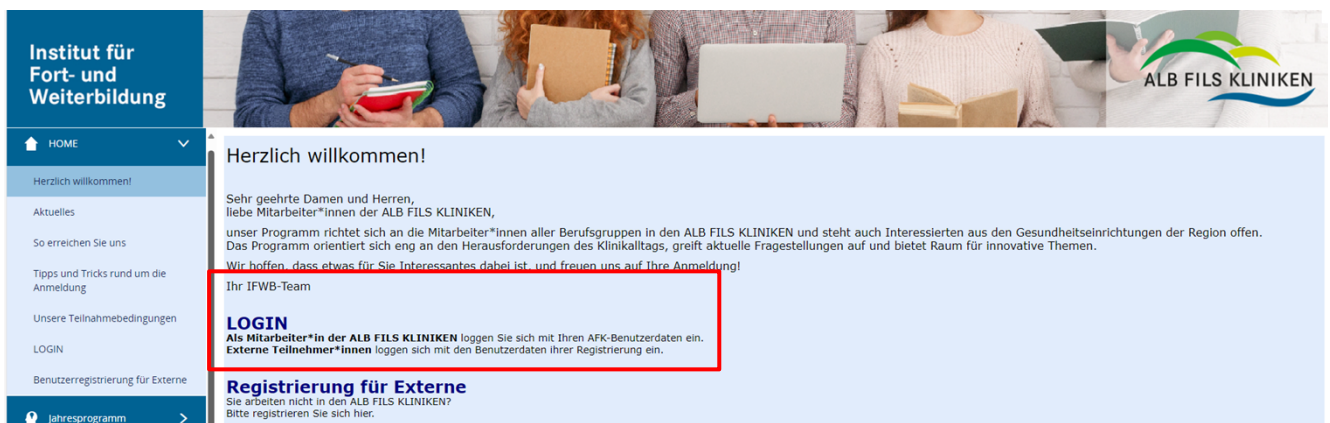 Institut für
Fort- und
Weiterbildung
ALB FILS KLINIKEN
HOME
Herzlich willkommen!
Aktuelles
So erreichen Sie uns
Tipps und Tricks rund um die
Anmeldung
Unsere Teilnahmebedingungen
LOGIN
Benutzerregistrierung für Externe
Jahresprogramm
Herzlich willkommen!
Sehr geehrte Damen und Herren,
liebe Mitarbeiter*innen der ALB FILS KLINIKEN,
unser Programm richtet sich an die Mitarbeiter*innen aller Berufsgruppen in den ALB FILS KLINIKEN und steht auch Interessierten aus den Gesundheitseinrichtungen der Region offen.
Das Programm orientiert sich eng an den Herausforderungen des Klinikalltags, greift aktuelle Fragestellungen auf und bietet Raum für innovative Themen.
Wir hoffen, dass etwas für Sie Interessantes dabei ist, und freuen uns auf Ihre Anmeldung!
Ihr IFWB-Team
LOGIN
Als Mitarbeiter*in der ALB FILS KLINIKEN loggen Sie sich mit Ihren AFK-Benutzerdaten ein.
Externe Teilnehmer*innen loggen sich mit den Benutzerdaten ihrer Registrierung ein.
Registrierung für Externe
Sie arbeiten nicht in den ALB FILS KLINIKEN?
Bitte registrieren Sie sich hier.